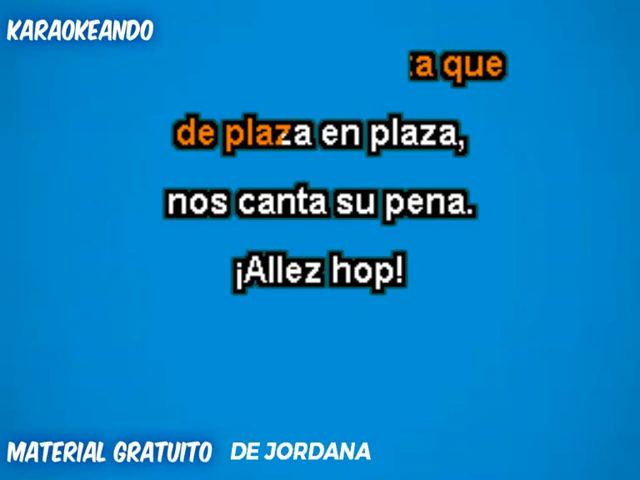 KARAOKEANDO
que
de plaza en plaza,
nos canta su pena.
¡Allez hop!
MATERIAL GRATUITO DE JORDANA